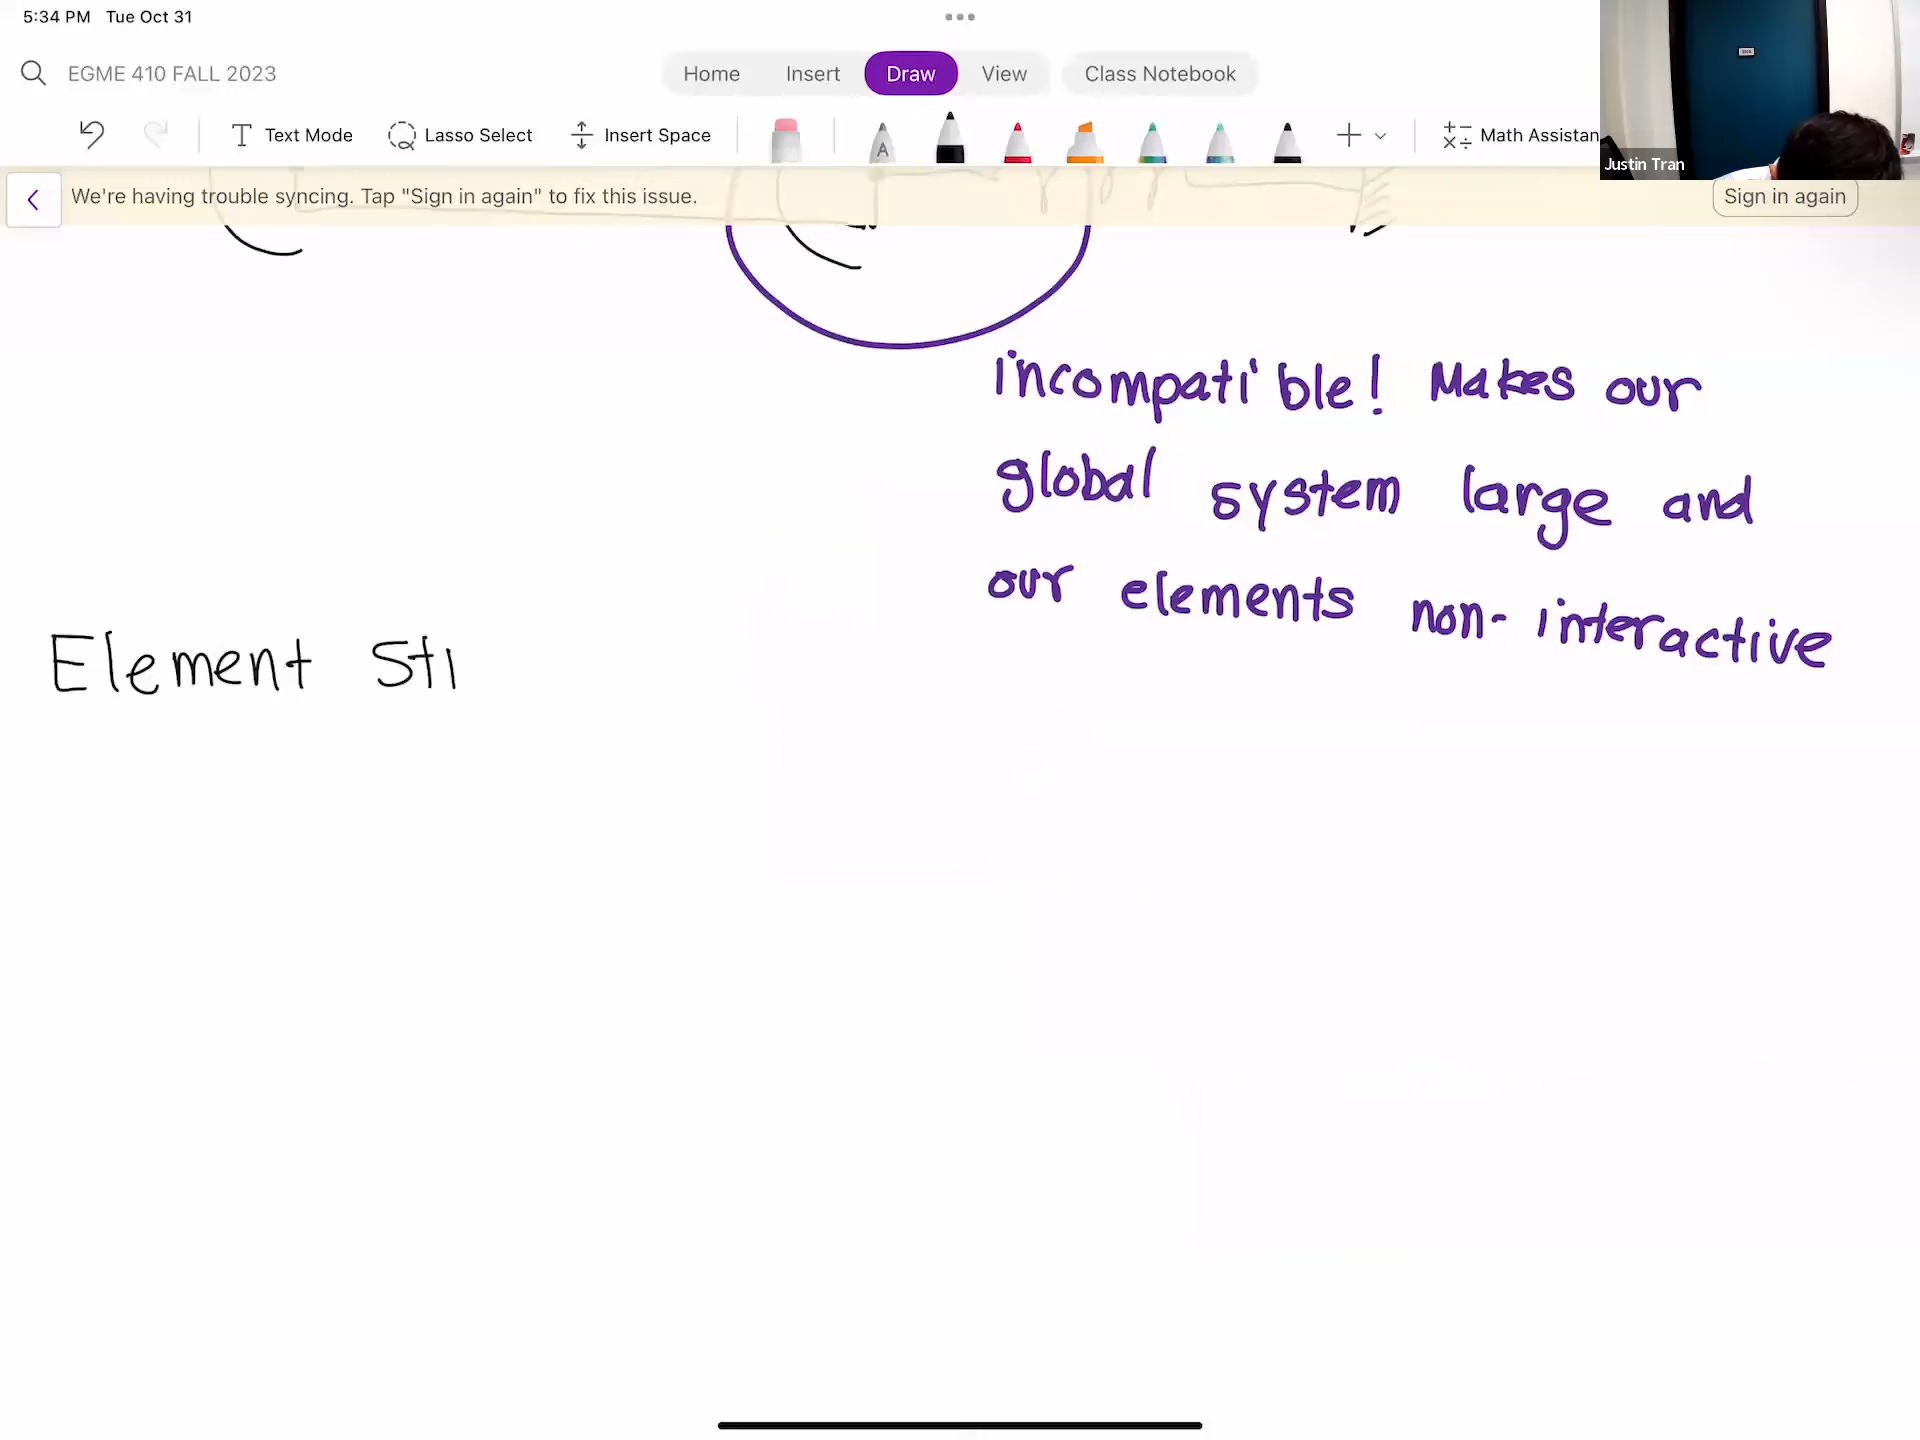 5:34 PM Tue Oct 31
EGME 410 FALL 2023
Home Insert Draw View Class Notebook
Text Mode Lasso Select Insert Space A Math Assistan
Justin Tran
We're having trouble syncing. Tap "Sign in again" to fix this issue.
Sign in again
incompatible! Makes our
global system large and
our elements non-interactive
Element Sti